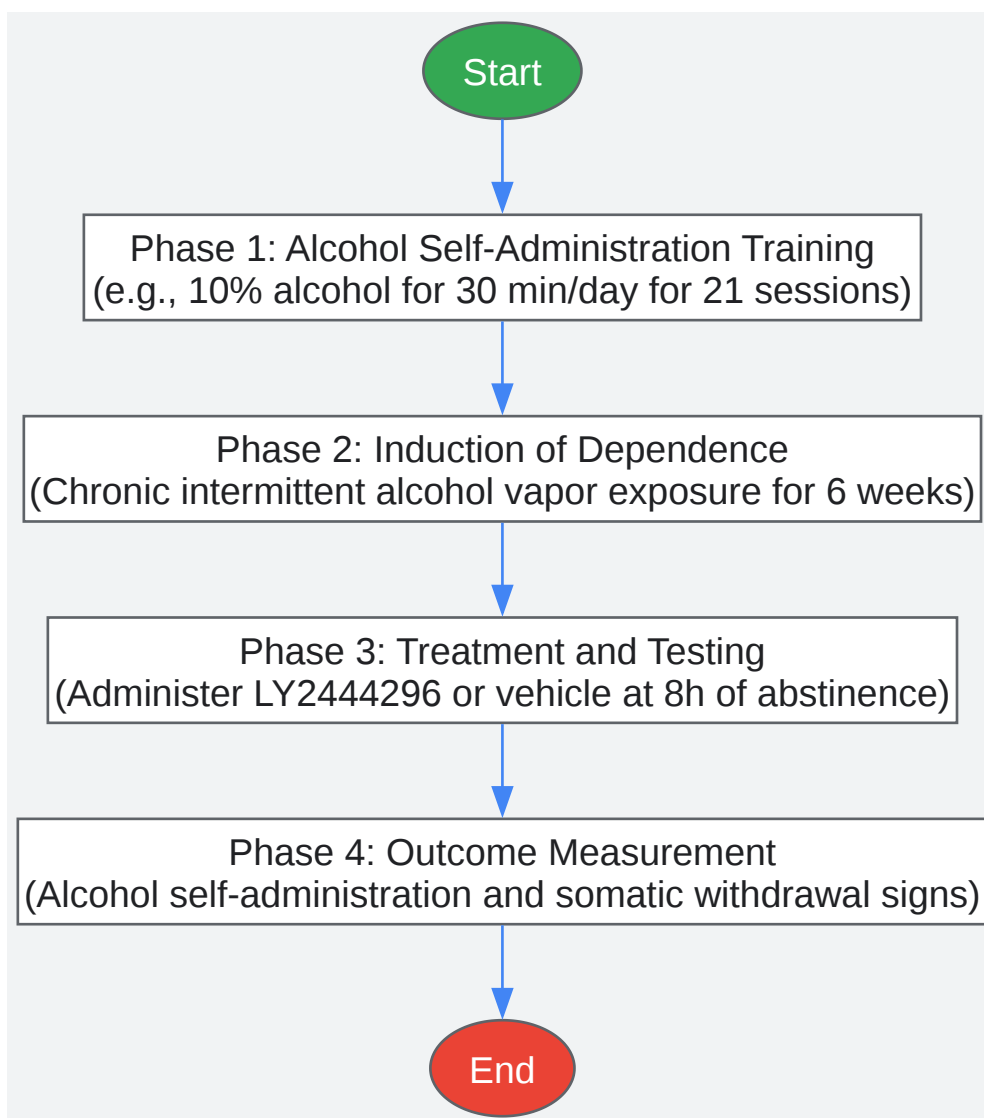 Start
Phase 1: Alcohol Self-Administration Training
(e.g., 10% alcohol for 30 min/day for 21 sessions)
Phase 2: Induction of Dependence
(Chronic intermittent alcohol vapor exposure for 6 weeks)
Phase 3: Treatment and Testing
(Administer LY2444296 or vehicle at 8h of abstinence)
Phase 4: Outcome Measurement
(Alcohol self-administration and somatic withdrawal signs)
End